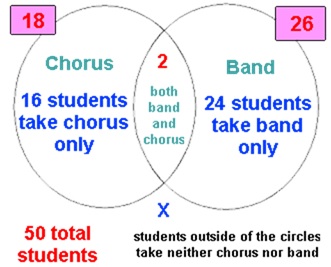 18
26
Chorus
2
Band
16 students
take chorus
only
both
band
and
chorus
24 students
take band
only
X
50 total
students
students outside of the circles
take neither chorus nor band